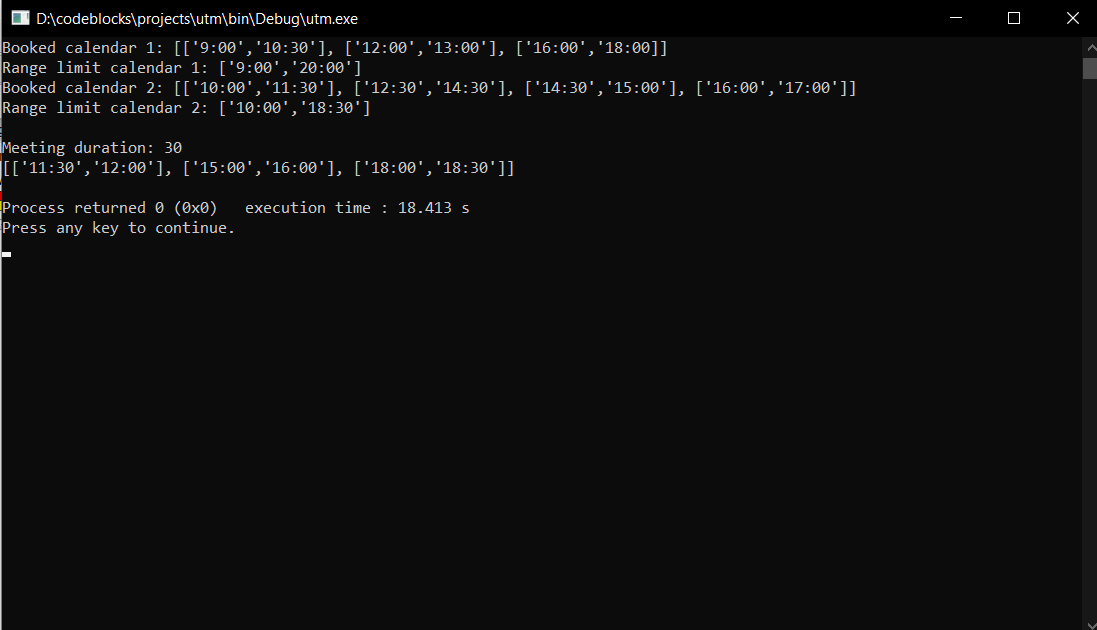 D:\codeblocks\projects\utm\bin\Debug\utm.exe
Booked calendar 1: [['9:00','10:30'], ['12:00','13:00'], ['16:00','18:00]]
Range limit calendar 1: ['9:00','20:00']
Booked calendar 2: [['10:00','11:30'], ['12:30','14:30'], ['14:30','15:00'], ['16:00','17:00']]
Range limit calendar 2: ['10:00','18:30']
Meeting duration: 30
[['11:30','12:00'], ['15:00','16:00'], ['18:00','18:30']]
Process returned 0 (0x0)   execution time : 18.413 s
Press any key to continue.